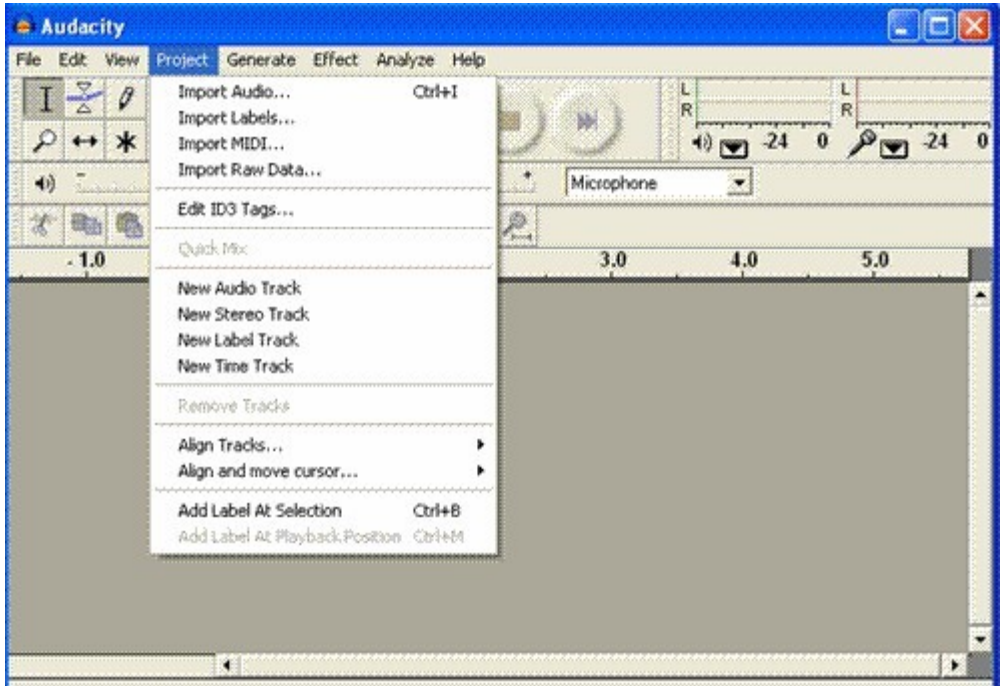 Audacity
File Edit View Project Generate Effect Analyze Help
Import Audio... Ctrl+I
Import Labels...
Import MIDI...
Import Raw Data...
Edit ID3 Tags...
Quick Mix
New Audio Track
New Stereo Track
New Label Track
New Time Track
Remove Tracks
Align Tracks...
Align and move cursor...
Add Label At Selection Ctrl+B
Add Label At Playback Position Ctrl+M
L L
R R
-24 0 -24 0
Microphone
- 1.0 3.0 4.0 5.0